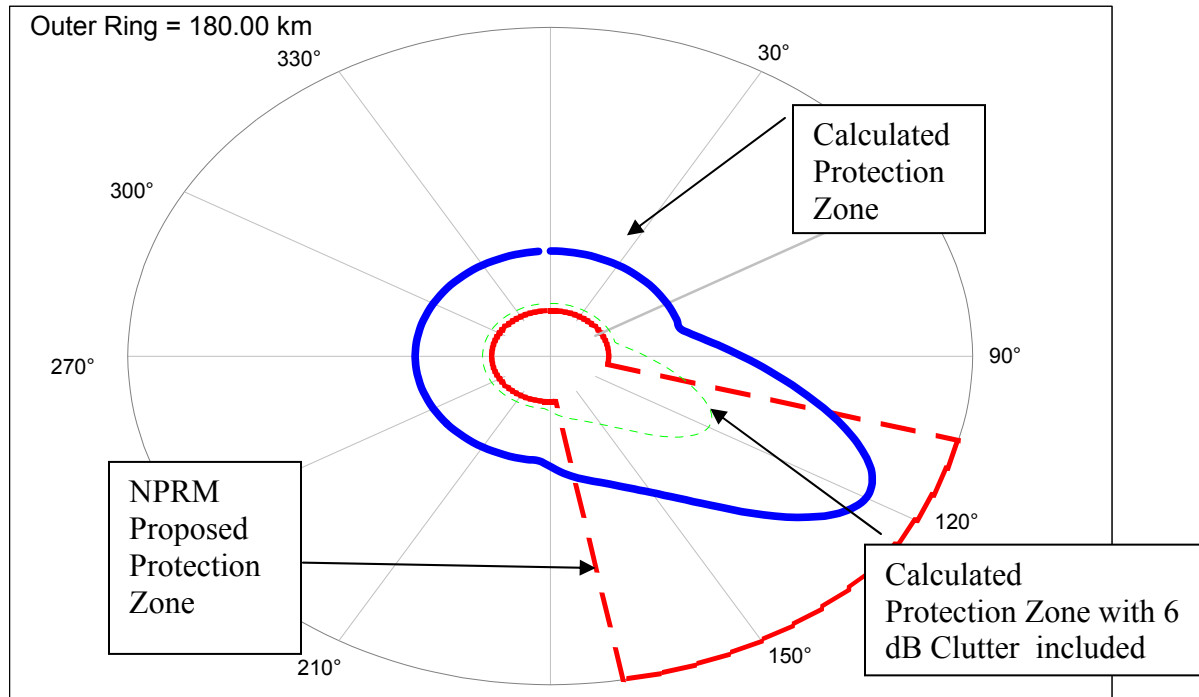 Outer Ring = 180.00 km
330°
30°
Calculated
Protection
Zone
300°
270°
90°
NPRM
Proposed
Protection
Zone
120°
Calculated
Protection Zone with 6
dB Clutter included
150°
210°